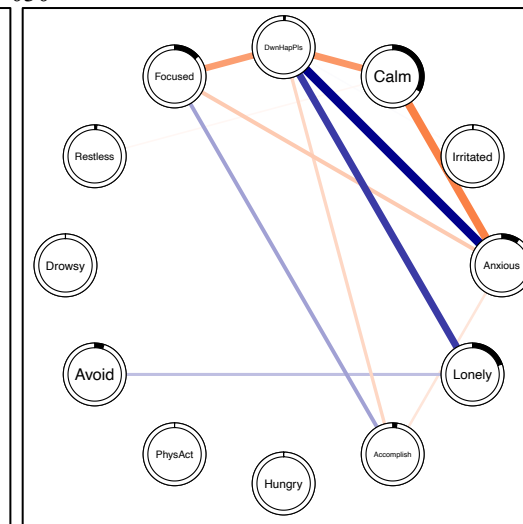 DwnHapPls
Focused
Calm
Restless
Irritated
Drowsy
Anxious
Avoid
Lonely
PhysAct
Accomplish
Hungry